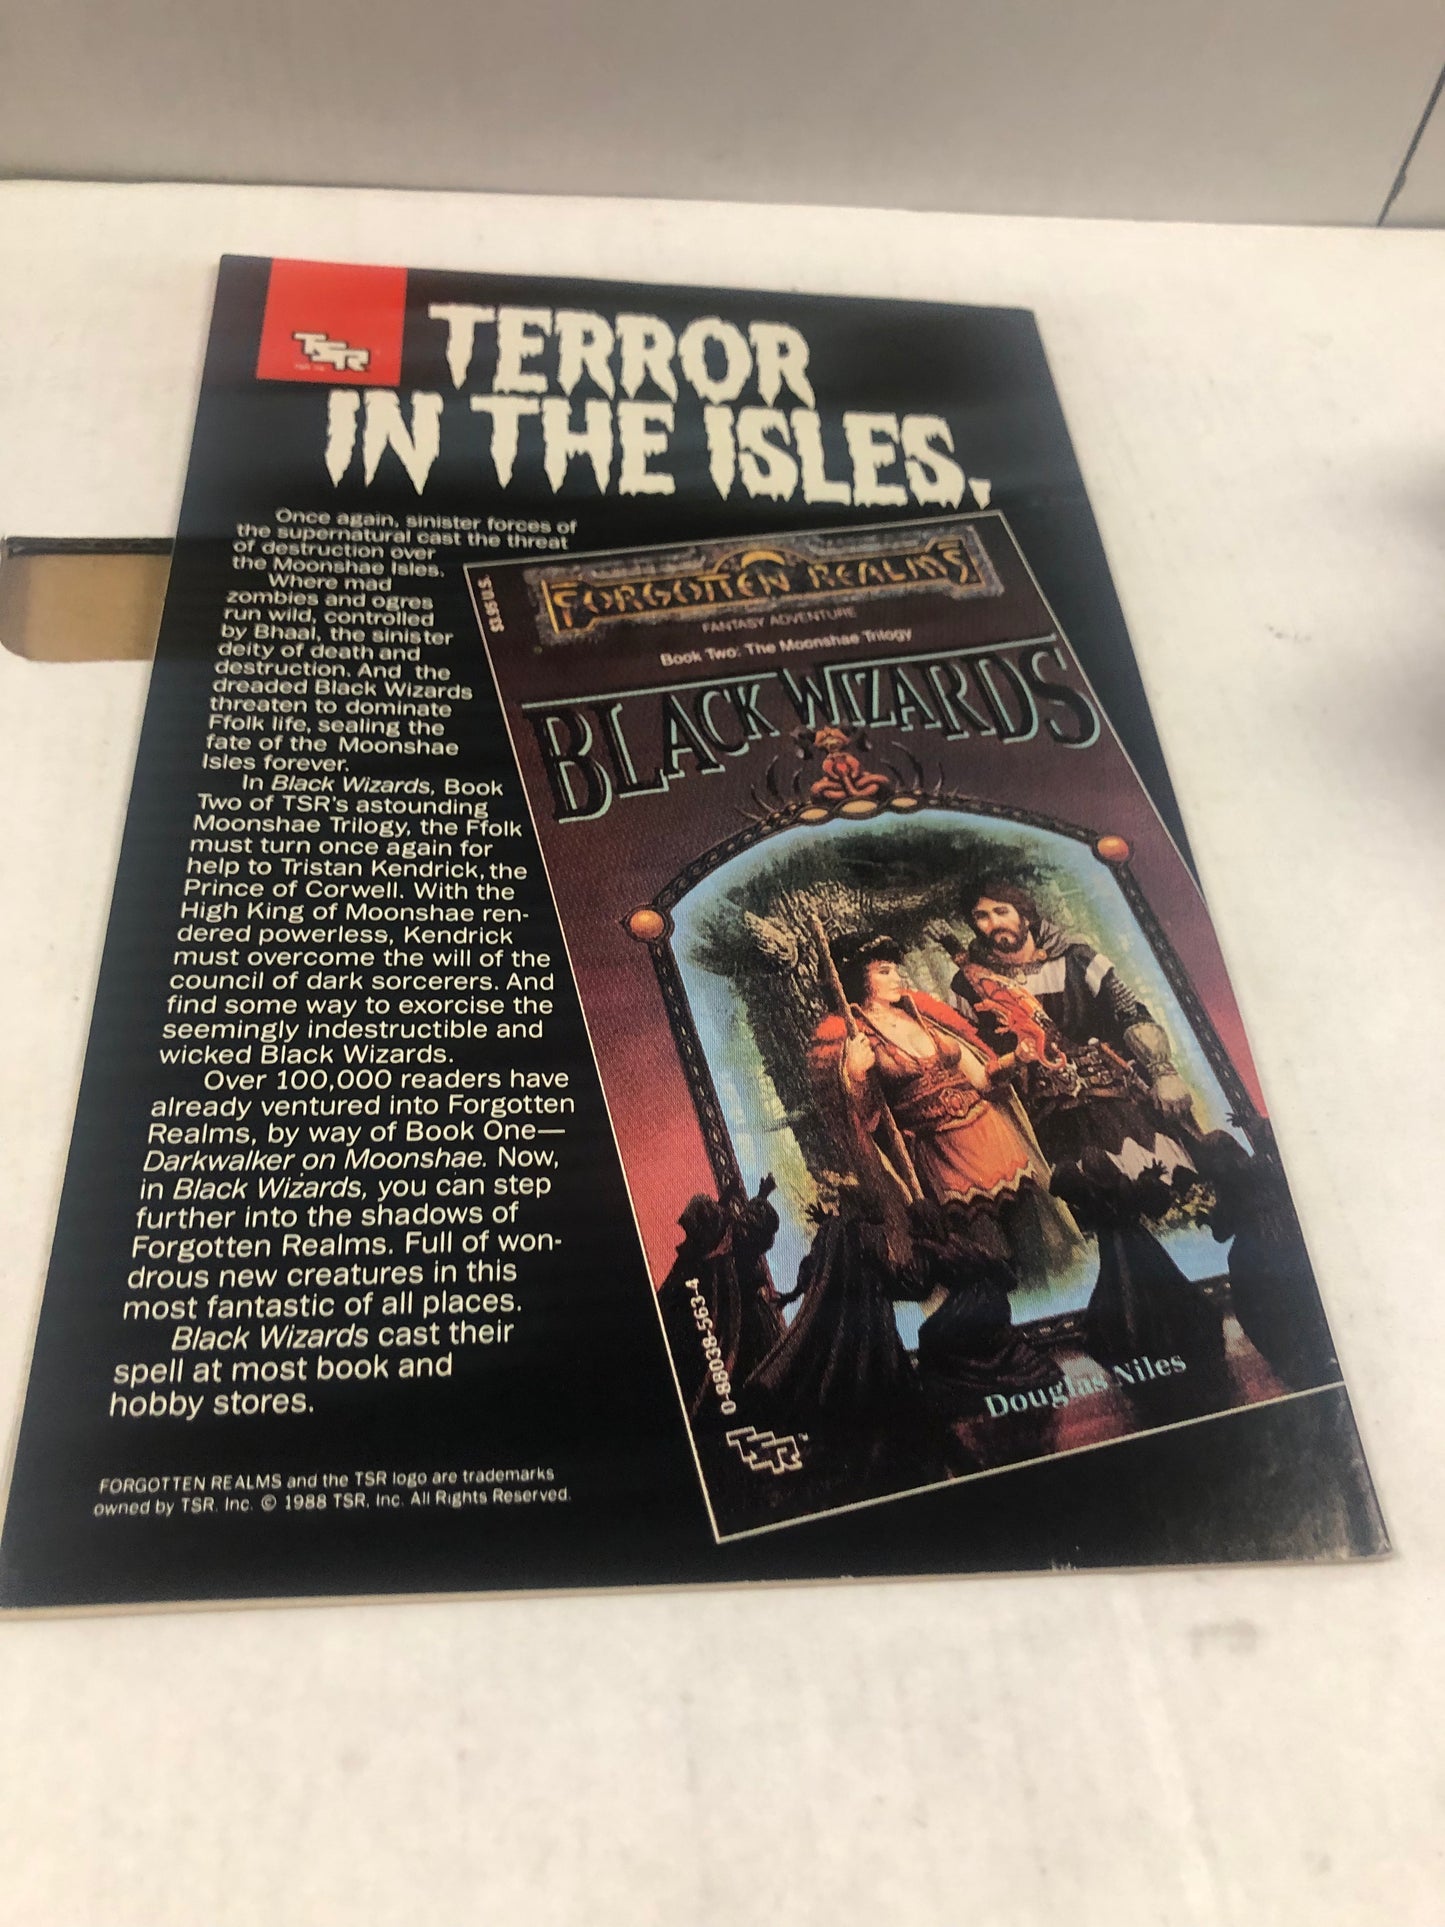 TSR
TERROR
IN THE ISLES.
Once again, sinister forces of
the supernatural cast the threat
of destruction over
the Moonshae Isles.
Where mad
zombies and ogres
run wild, controlled
by Bhaal, the sinister
deity of death and
destruction. And the
dreaded Black Wizards
threaten to dominate
Ffolk life, sealing the
fate of the Moonshae
Isles forever.
In Black Wizards, Book
Two of TSR's astounding
Moonshae Trilogy, the Ffolk
must turn once again for
help to Tristan Kendrick, the
Prince of Corwell. With the
High King of Moonshae ren-
dered powerless, Kendrick
must overcome the will of the
council of dark sorcerers. And
find some way to exorcise the
seemingly indestructible and
wicked Black Wizards.
Over 100,000 readers have
already ventured into Forgotten
Realms, by way of Book One—
Darkwalker on Moonshae. Now,
in Black Wizards, you can step
further into the shadows of
Forgotten Realms. Full of won-
drous new creatures in this
most fantastic of all places.
Black Wizards cast their
spell at most book and
hobby stores.
FORGOTTEN REALMS and the TSR logo are trademarks
owned by TSR, Inc. © 1988 TSR, Inc. All Rights Reserved.
$3.95 U.S.
FORGOTTEN REALMS
FANTASY ADVENTURE
Book Two: The Moonshae Trilogy
BLACK WIZARDS
Douglas Niles
0-88038-563-4
TSR